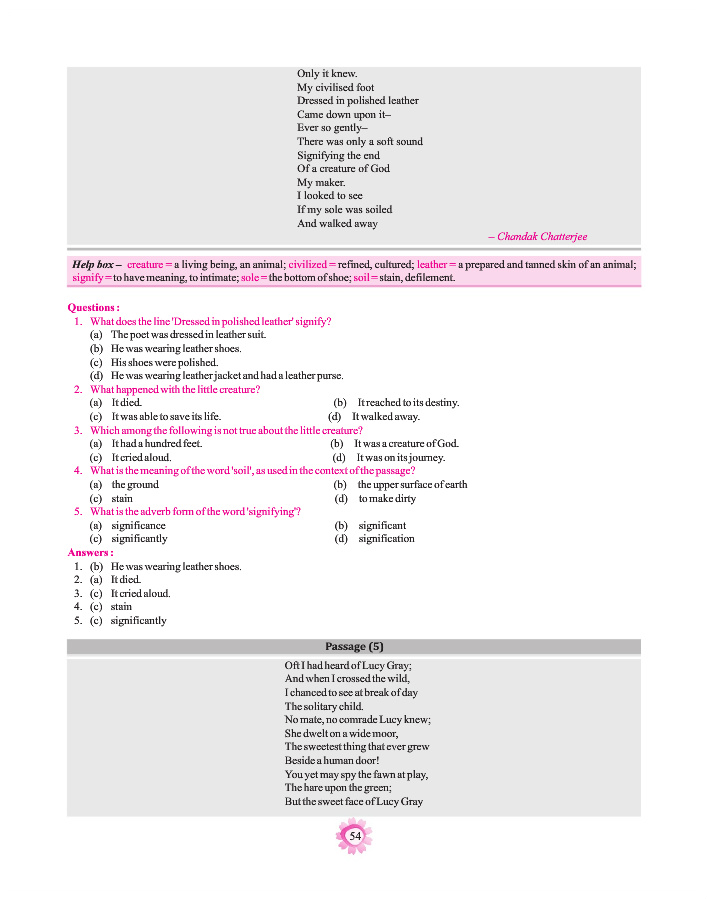 Only it knew.
My civilised foot
Dressed in polished leather
Came down upon it–
Ever so gently–
There was only a soft sound
Signifying the end
Of a creature of God
My maker.
I looked to see
If my sole was soiled
And walked away
– Chandak Chatterjee
Help box – creature = a living being, an animal; civilized = refined, cultured; leather = a prepared and tanned skin of an animal;
signify = to have meaning, to intimate; sole = the bottom of shoe; soil = stain, defilement.
Questions :
1. What does the line 'Dressed in polished leather' signify?
(a) The poet was dressed in leather suit.
(b) He was wearing leather shoes.
(c) His shoes were polished.
(d) He was wearing leather jacket and had a leather purse.
2. What happened with the little creature?
(a) It died. (b) It reached to its destiny.
(c) It was able to save its life. (d) It walked away.
3. Which among the following is not true about the little creature?
(a) It had a hundred feet. (b) It was a creature of God.
(c) It cried aloud. (d) It was on its journey.
4. What is the meaning of the word 'soil', as used in the context of the passage?
(a) the ground (b) the upper surface of earth
(c) stain (d) to make dirty
5. What is the adverb form of the word 'signifying'?
(a) significance (b) significant
(c) significantly (d) signification
Answers :
1. (b) He was wearing leather shoes.
2. (a) It died.
3. (c) It cried aloud.
4. (c) stain
5. (c) significantly
Passage (5)
Oft I had heard of Lucy Gray;
And when I crossed the wild,
I chanced to see at break of day
The solitary child.
No mate, no comrade Lucy knew;
She dwelt on a wide moor,
The sweetest thing that ever grew
Beside a human door!
You yet may spy the fawn at play,
The hare upon the green;
But the sweet face of Lucy Gray
54